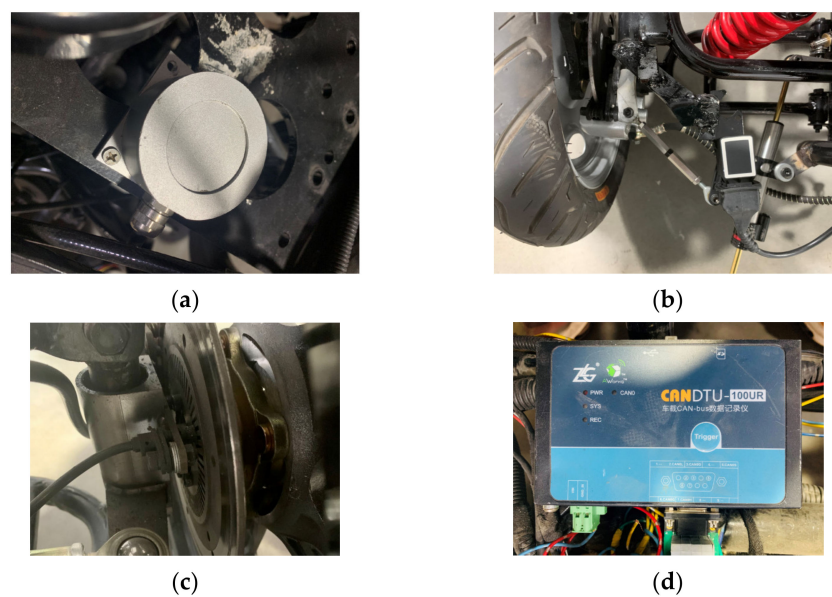 (a)
(b)
ZLG®
CANDTU-100UR
PWR CAN0
车载CAN-bus数据记录仪
SYS
REC
Trigger
(c)
(d)